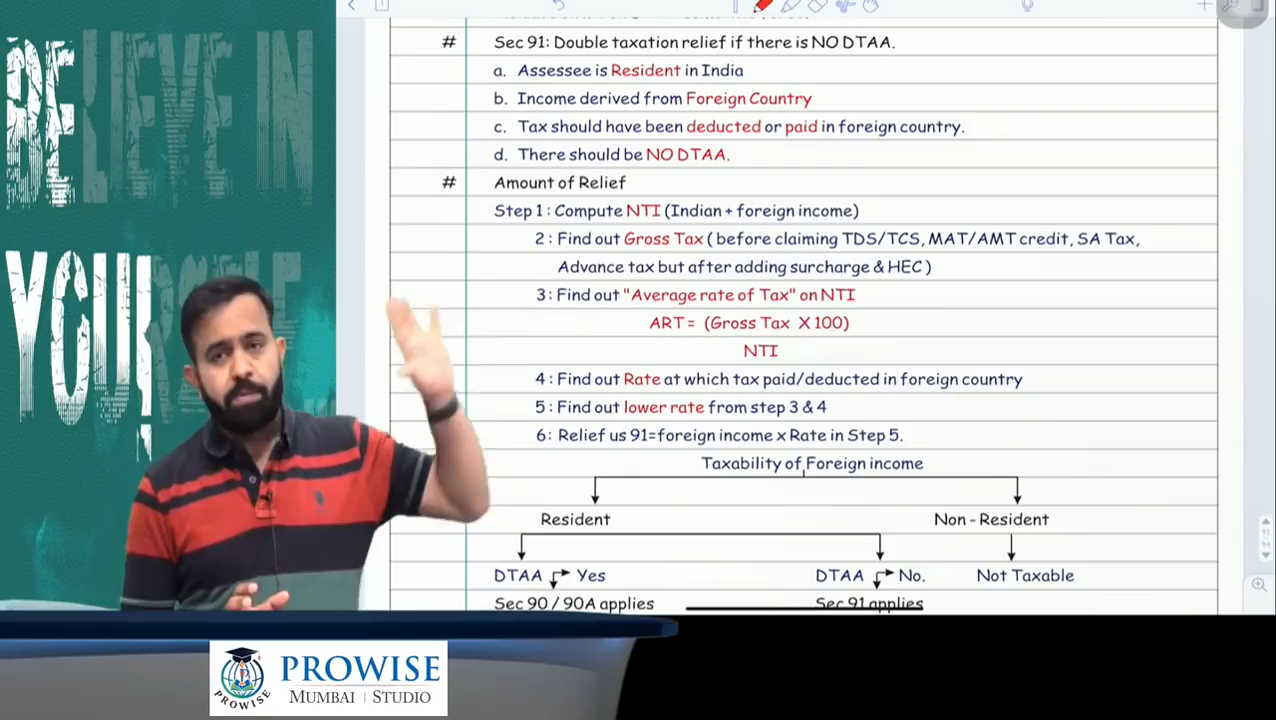 BELIEVE IN
YOU!
# Sec 91: Double taxation relief if there is NO DTAA.
a. Assessee is Resident in India
b. Income derived from Foreign Country
c. Tax should have been deducted or paid in foreign country.
d. There should be NO DTAA.
# Amount of Relief
Step 1 : Compute NTI (Indian + foreign income)
2 : Find out Gross Tax ( before claiming TDS/TCS, MAT/AMT credit, SA Tax,
Advance tax but after adding surcharge & HEC )
3 : Find out "Average rate of Tax" on NTI
ART = (Gross Tax X 100)
NTI
4 : Find out Rate at which tax paid/deducted in foreign country
5 : Find out lower rate from step 3 & 4
6 : Relief us 91=foreign income x Rate in Step 5.
Taxability of Foreign income
Resident Non - Resident
DTAA Yes DTAA No. Not Taxable
Sec 90 / 90A applies Sec 91 applies
PROWISE
MUMBAI | STUDIO
PROWISE